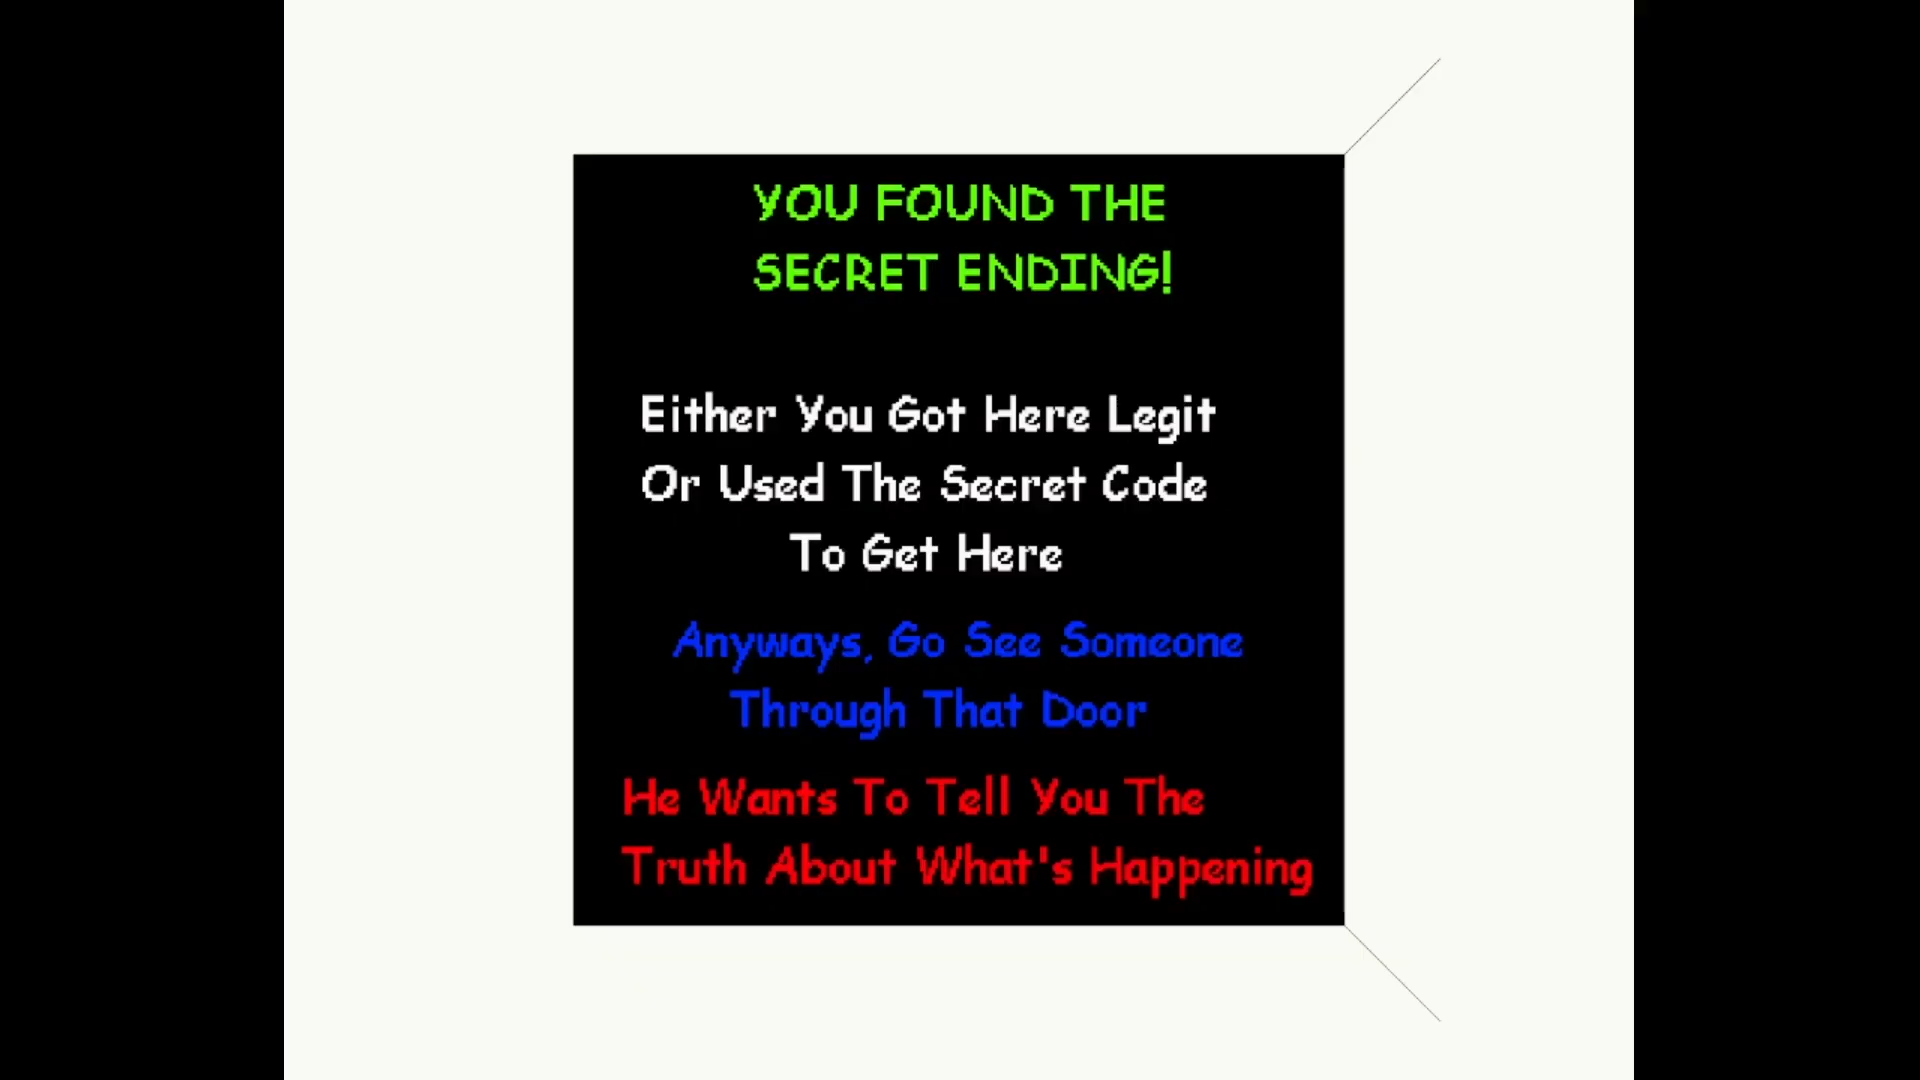 YOU FOUND THE
SECRET ENDING!
Either You Got Here Legit
Or Used The Secret Code
To Get Here
Anyways, Go See Someone
Through That Door
He Wants To Tell You The
Truth About What's Happening